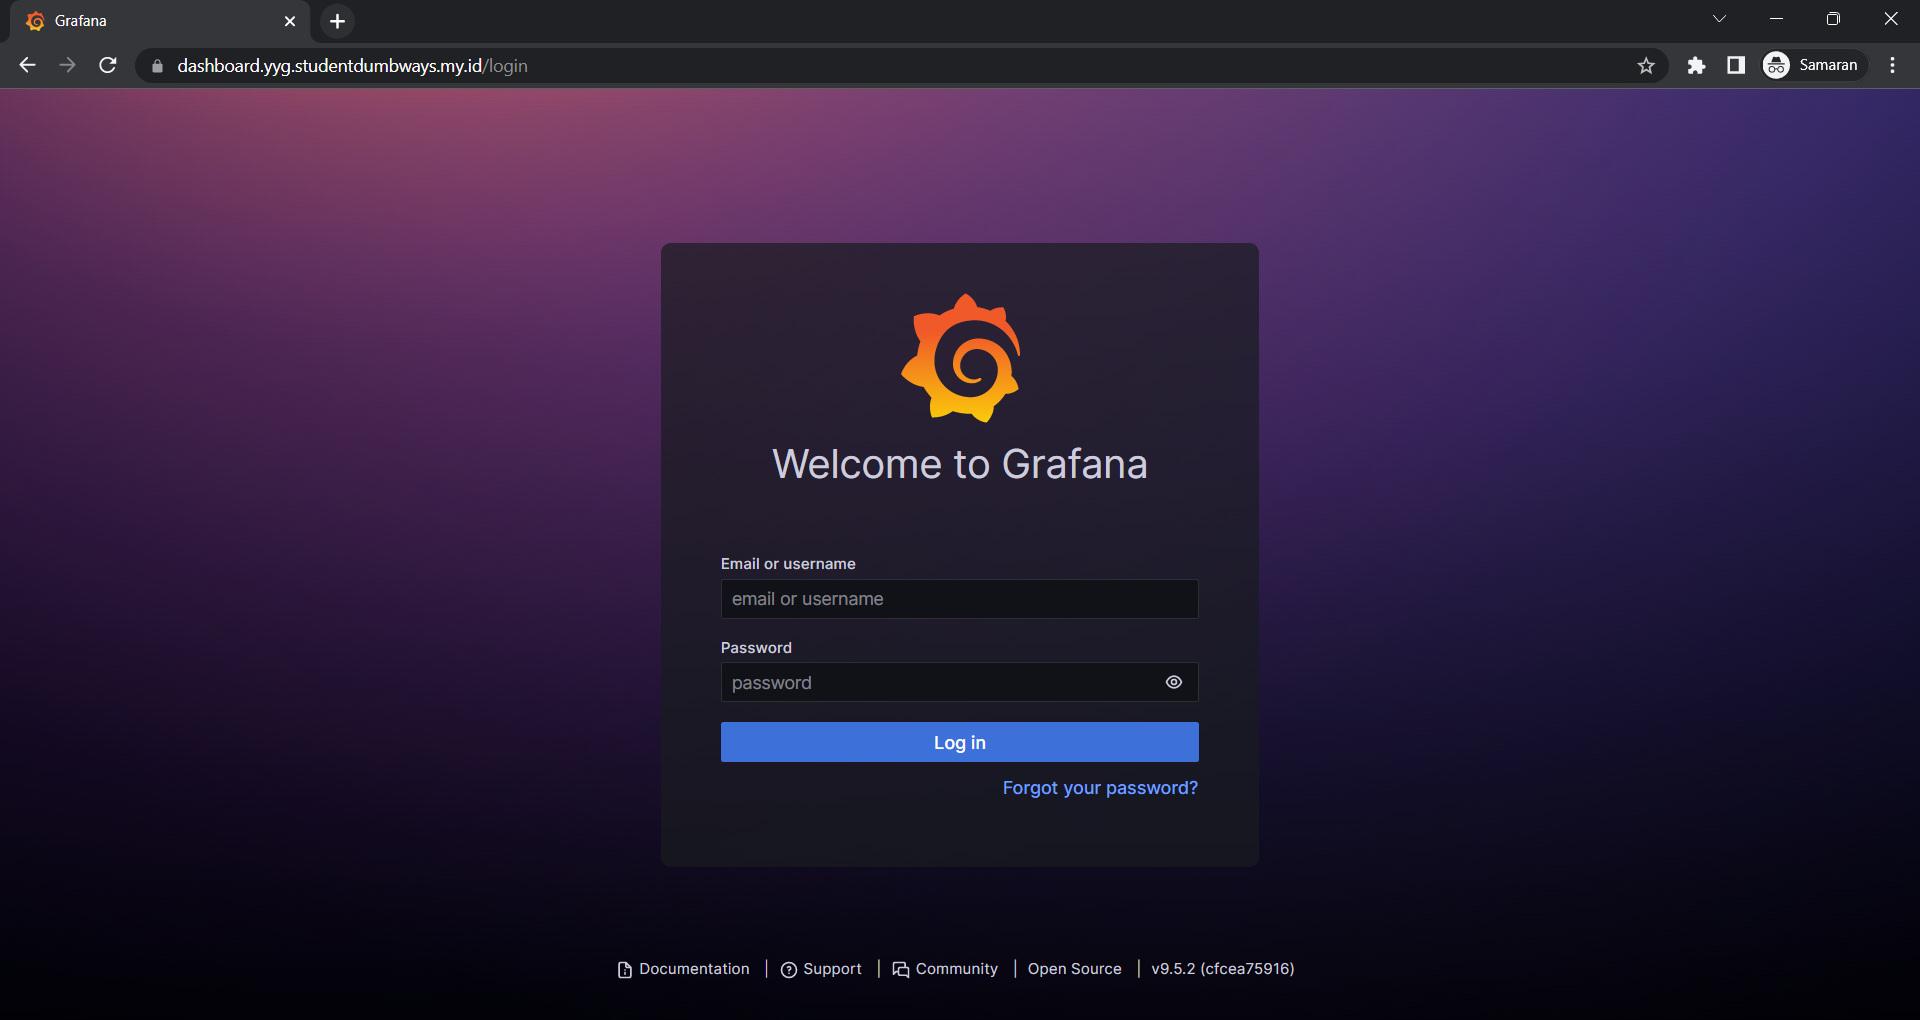 Grafana
dashboard.yyg.studentdumbways.my.id/login
Samaran
Welcome to Grafana
Email or username
email or username
Password
password
Log in
Forgot your password?
Documentation | Support | Community | Open Source | v9.5.2 (cfcea75916)